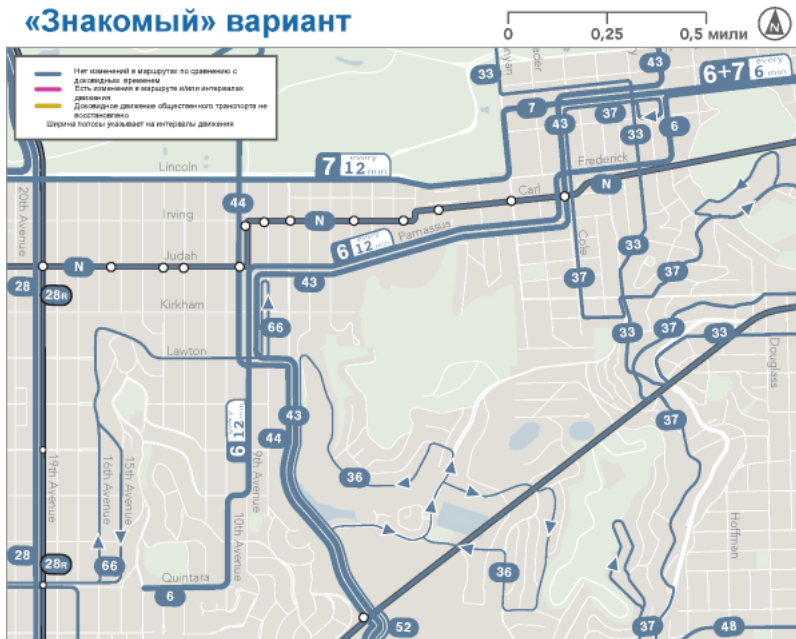 «Знакомый» вариант
0 0,25 0,5 мили
Нет изменений в маршрутах по сравнению с
доковидным временем
Есть изменения в маршруте и/или интервалах
движения
Доковидное движение общественного транспорта не
восстановлено
Ширина полосы указывает на интервалы движения
33
43
6+7 every 6 min
7
43
37
33
6
Lincoln
7 every 12 min
Frederick
Carl
N
20th Avenue
44
Irving
N
Parnassus
6 12 min
Cole
33
Judah
N
43
37
37
28
28R
Kirkham
66
37
33
33
Lawton
Douglass
43
44
6 12
37
19th Avenue
16th Avenue
15th Avenue
10th Avenue
9th Avenue
36
Hoffman
28
28R
66
36
Quintara
6
52
37
48